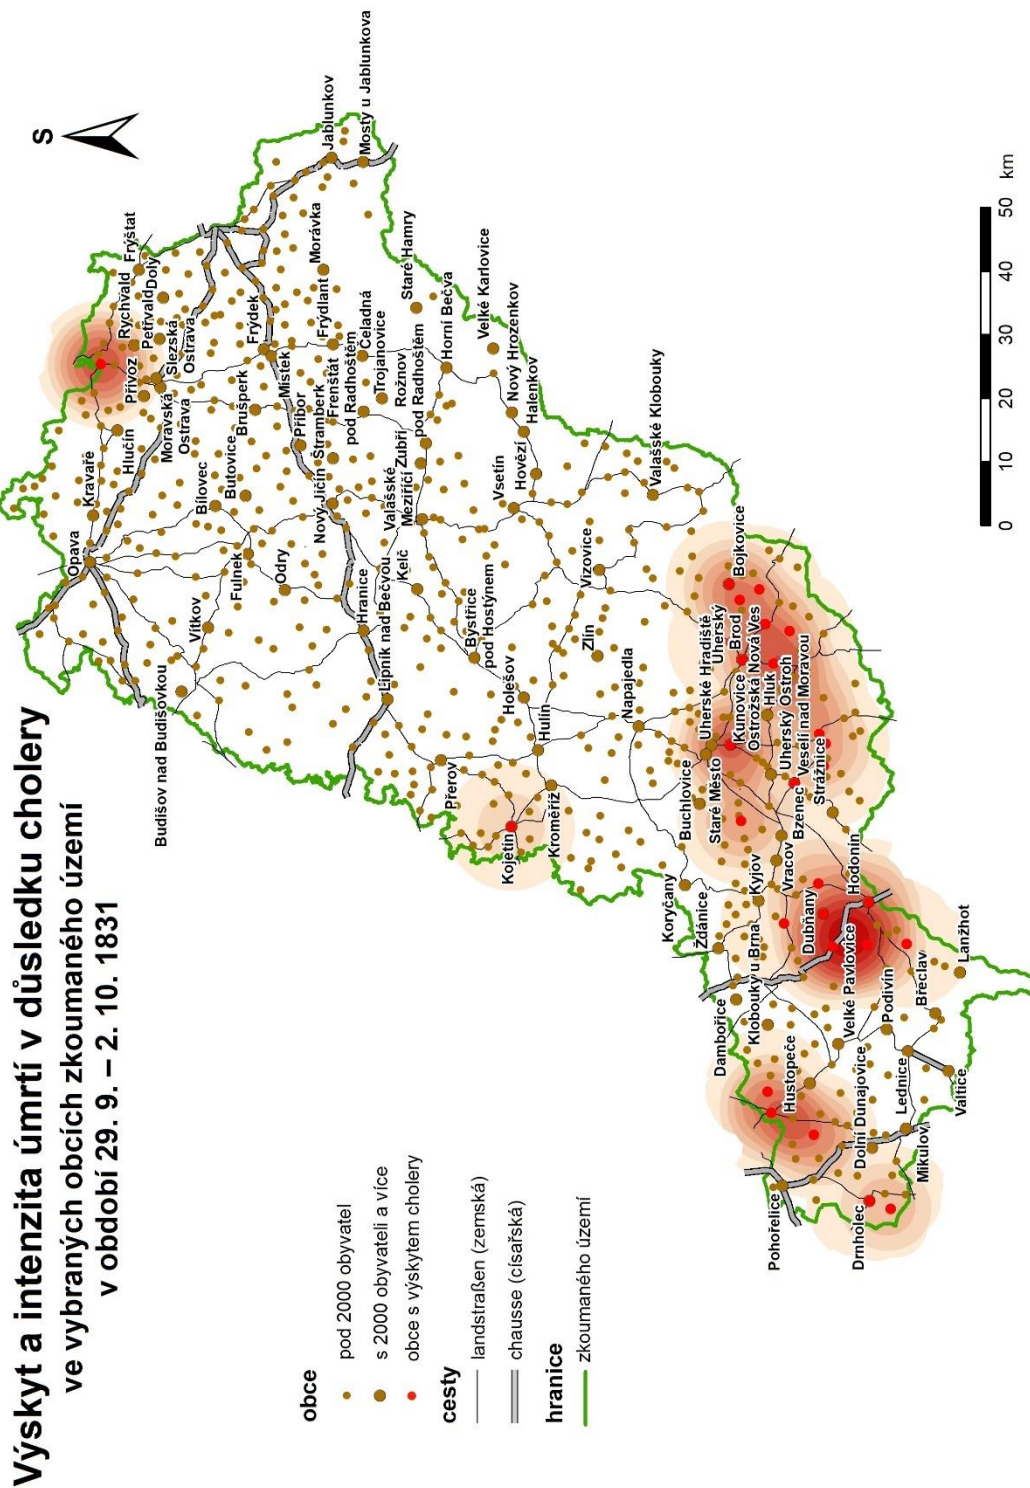 Výskyt a intenzita úmrtí v důsledku cholery
ve vybraných obcích zkoumaného území
v období 29. 9. – 2. 10. 1831
S
obce
pod 2000 obyvatel
s 2000 obyvateli a více
obce s výskytem cholery
cesty
landstraßen (zemská)
chausse (císařská)
hranice
zkoumaného území
0 10 20 30 40 50 km
Opava
Kravaře
Hlučín
Přívoz
Rychvald
Petřvald
Doly
Frýštat
Slezská
Ostrava
Moravská
Ostrava
Budišov nad Budišovkou
Vítkov
Bílovec
Butovice
Brušperk
Fulnek
Odry
Frýdek
Místek
Příbor
Nový Jičín
Štramberk
Frenštát
pod Radhoštěm
Frýdlant
Morávka
Jablunkov
Mosty u Jablunkova
Čeladná
Trojanovice
Staré Hamry
Hranice
Lipník nad Bečvou
Kelč
Valašské
Meziříčí
Zubří
Rožnov
pod Radhoštěm
Horní Bečva
Velké Karlovice
Nový Hrozenkov
Halenkov
Hovězí
Vsetín
Bystřice
pod Hostýnem
Holešov
Hulín
Přerov
Kojetín
Kroměříž
Vizovice
Zlín
Napajedla
Valašské Klobouky
Bojkovice
Uherské Hradiště
Uherský
Brod
Kunovice
Ostrožská Nová Ves
Hluk
Uherský Ostroh
Veselí nad Moravou
Strážnice
Bzenec
Staré Město
Buchlovice
Vracov
Kyjov
Koryčany
Ždánice
Hodonín
Dubňany
Dambořice
Klobouky u Brna
Velké Pavlovice
Podivín
Břeclav
Lanžhot
Hustopeče
Dolní Dunajovice
Lednice
Valtice
Mikulov
Pohořelice
Drnholec